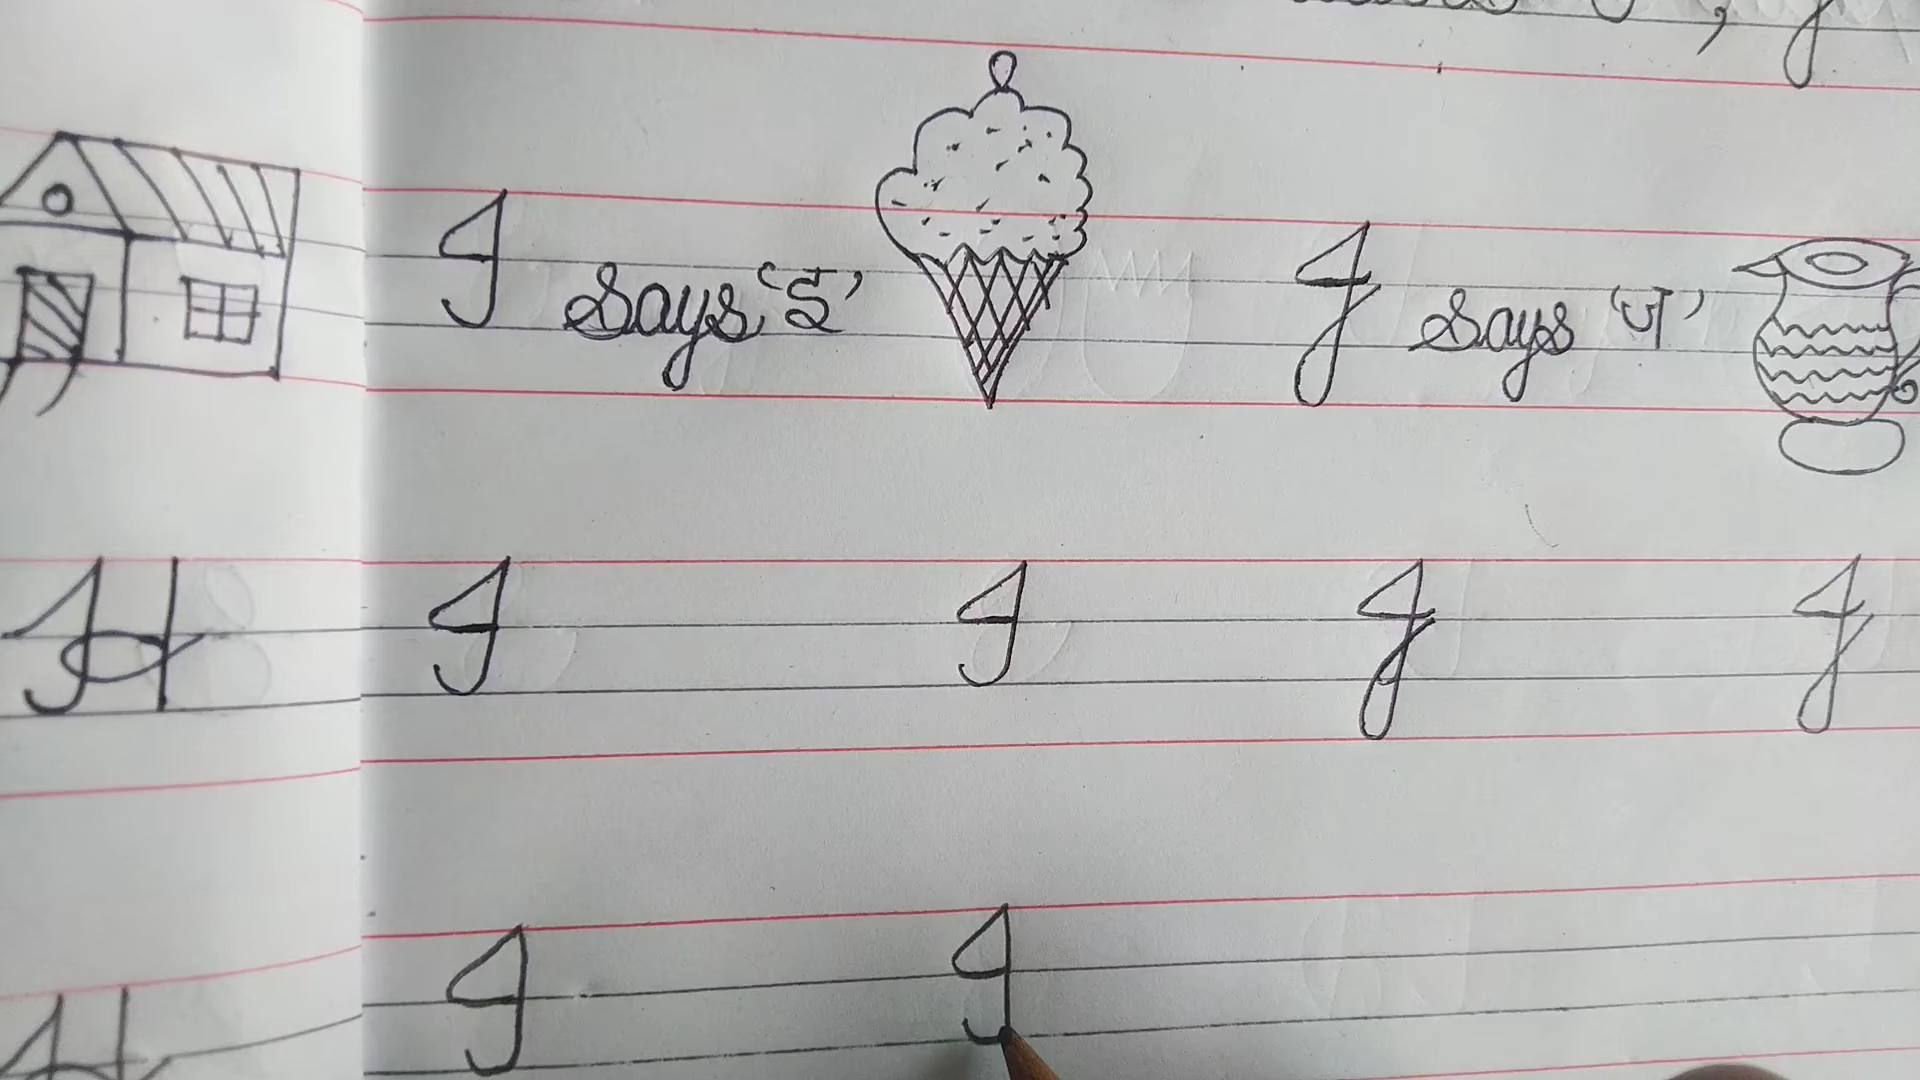 I says ‘इ’ J says ‘ज’
H I I J J
I I
H